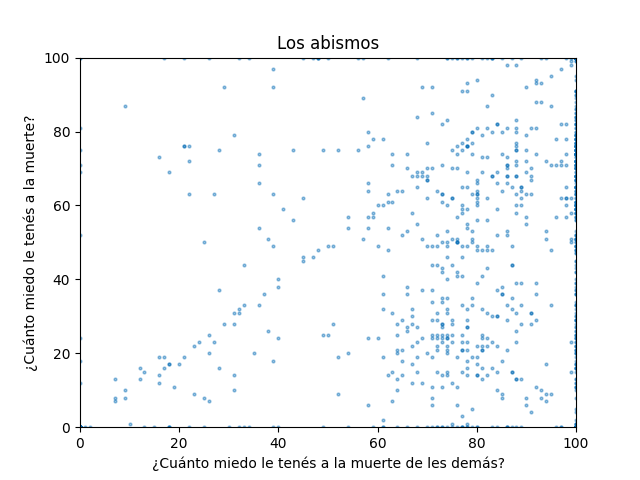 Los abismos
100
80
60
40
20
0
¿Cuánto miedo le tenés a la muerte?
0 20 40 60 80 100
¿Cuánto miedo le tenés a la muerte de les demás?